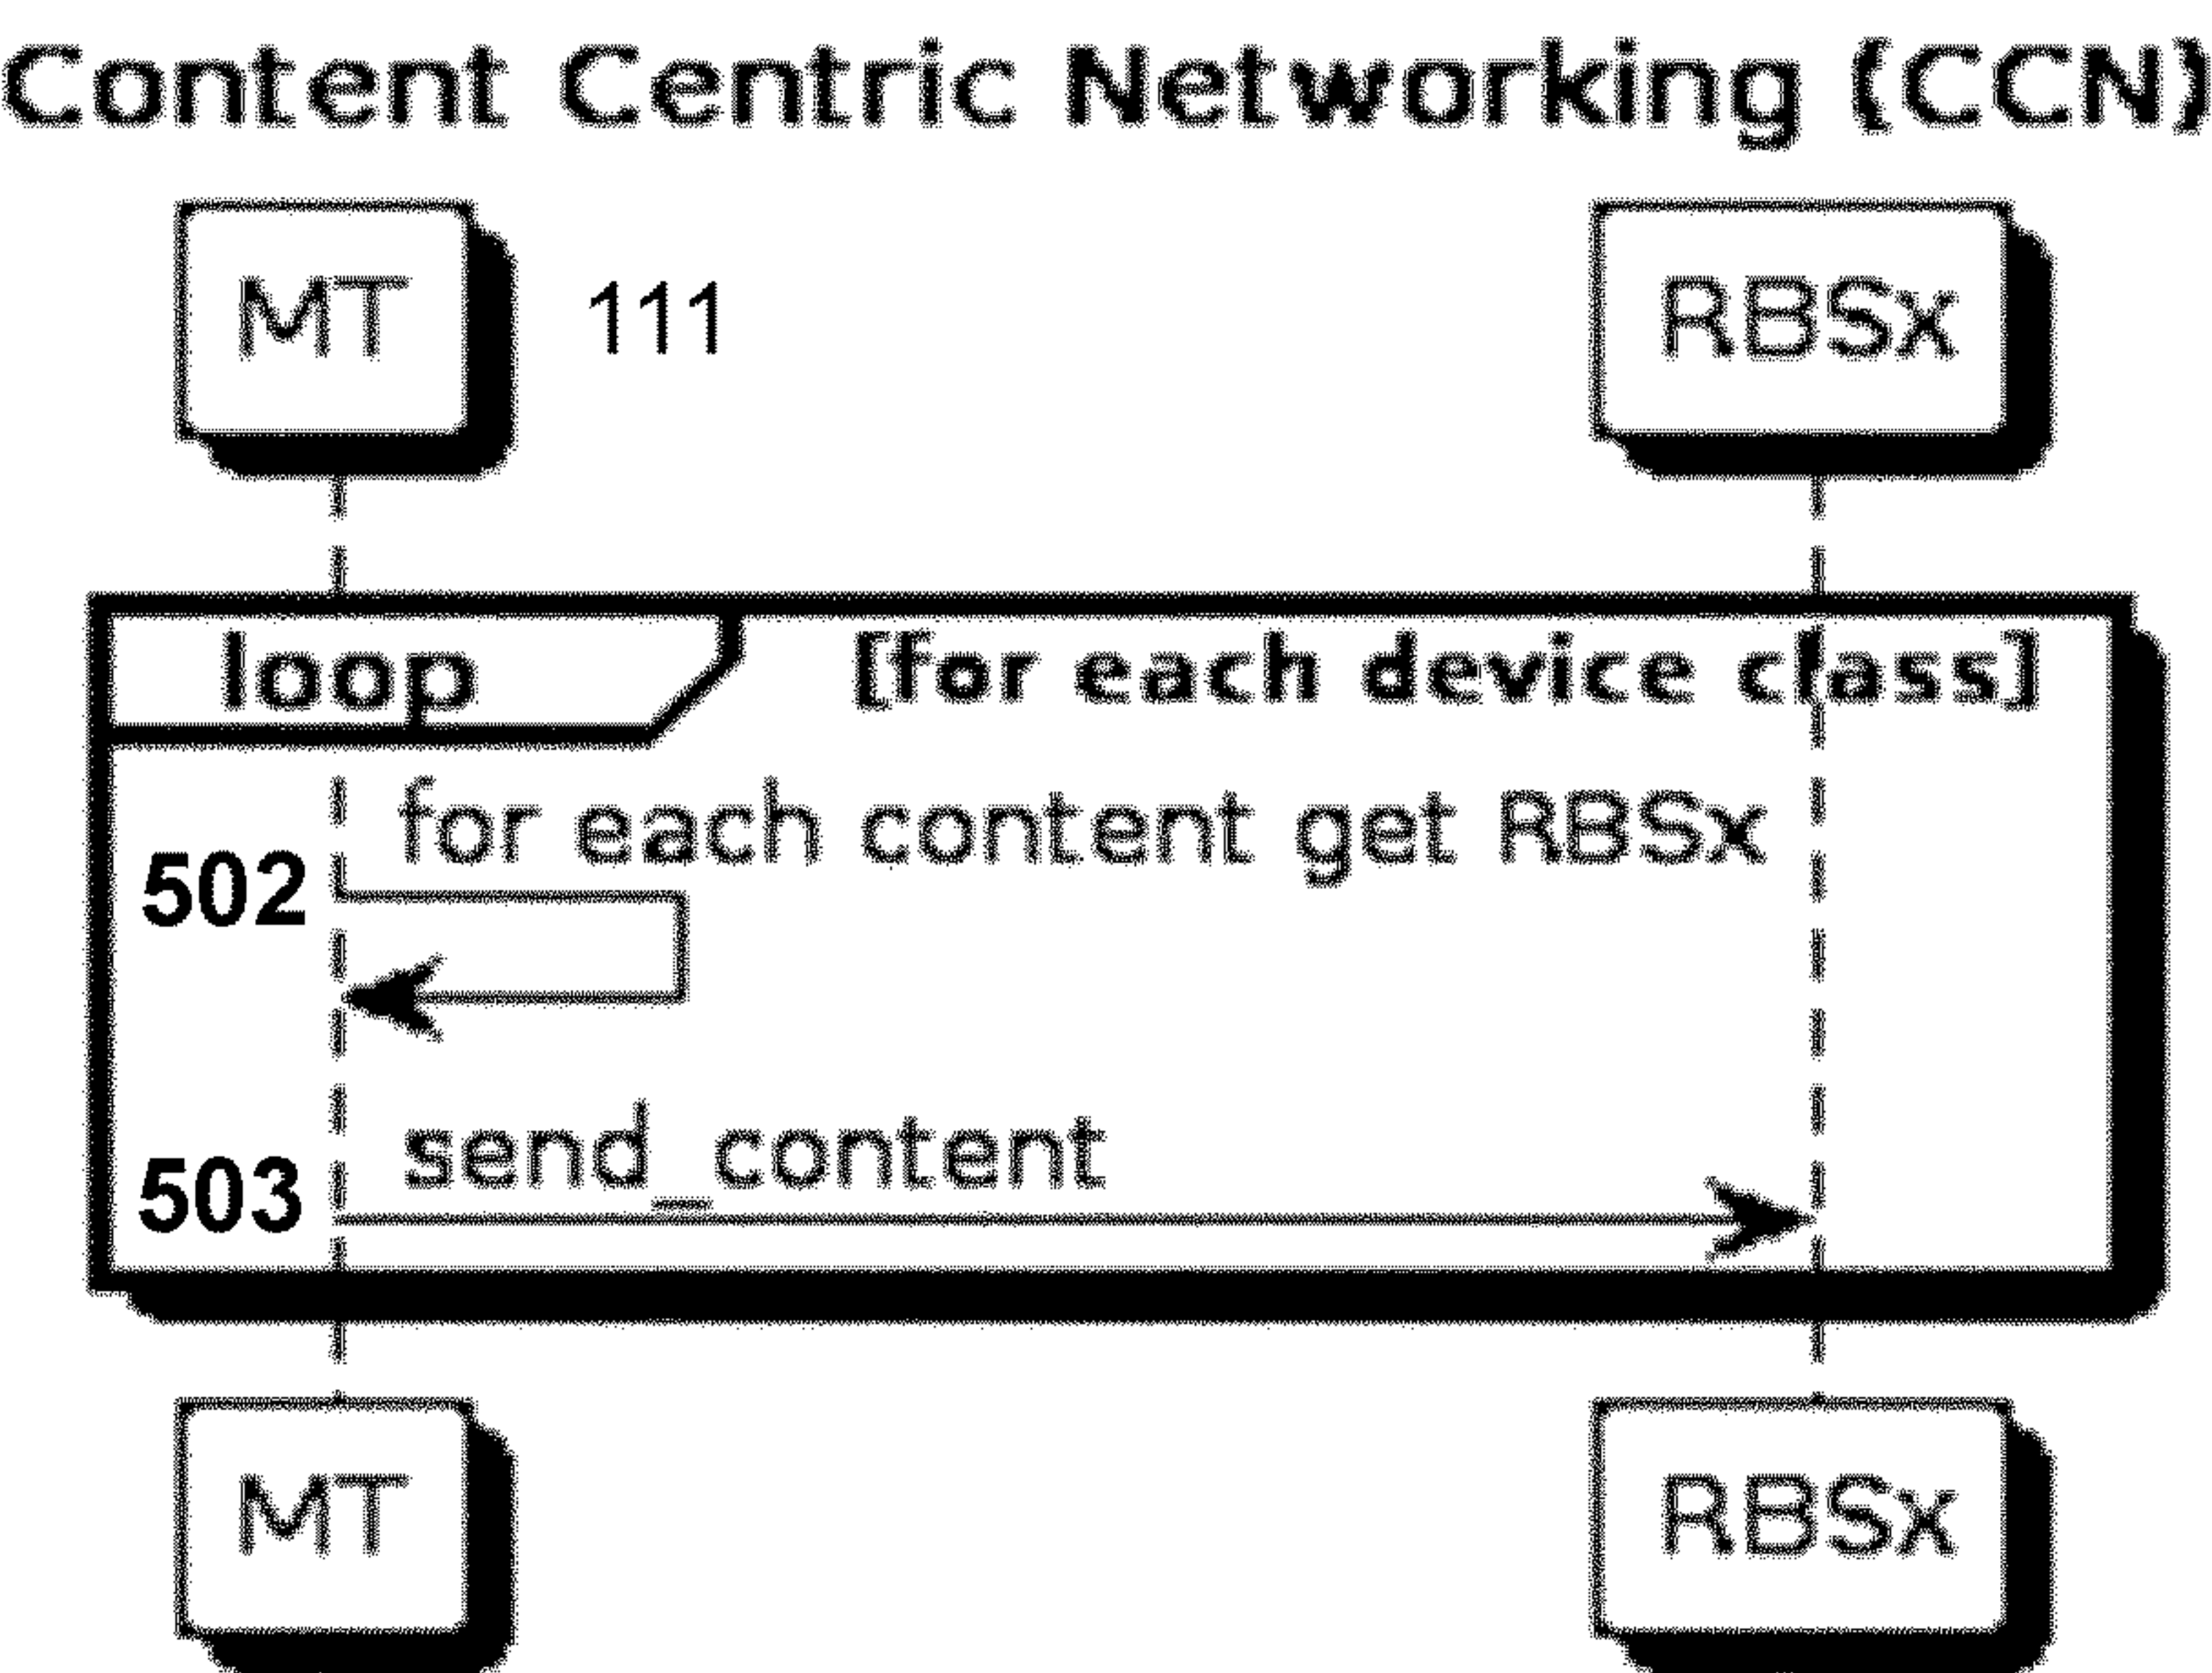 Content Centric Networking (CCN)
MT 111 RBSx
loop [for each device class]
for each content get RBSx
502
send_content
503
MT RBSx